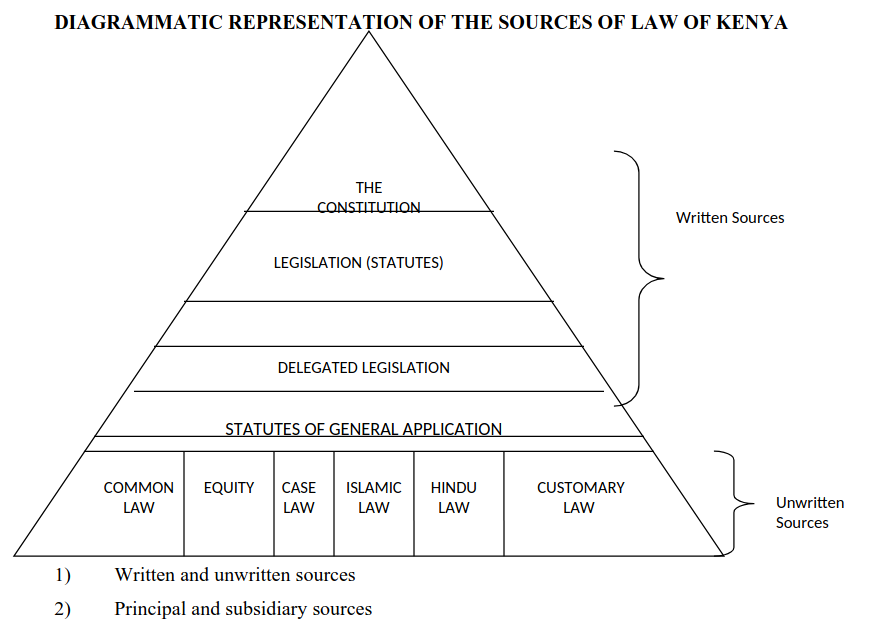 DIAGRAMMATIC REPRESENTATION OF THE SOURCES OF LAW OF KENYA
THE
CONSTITUTION
Written Sources
LEGISLATION (STATUTES)
DELEGATED LEGISLATION
STATUTES OF GENERAL APPLICATION
COMMON LAW
EQUITY
CASE LAW
ISLAMIC LAW
HINDU LAW
CUSTOMARY LAW
Unwritten
Sources
1) Written and unwritten sources
2) Principal and subsidiary sources